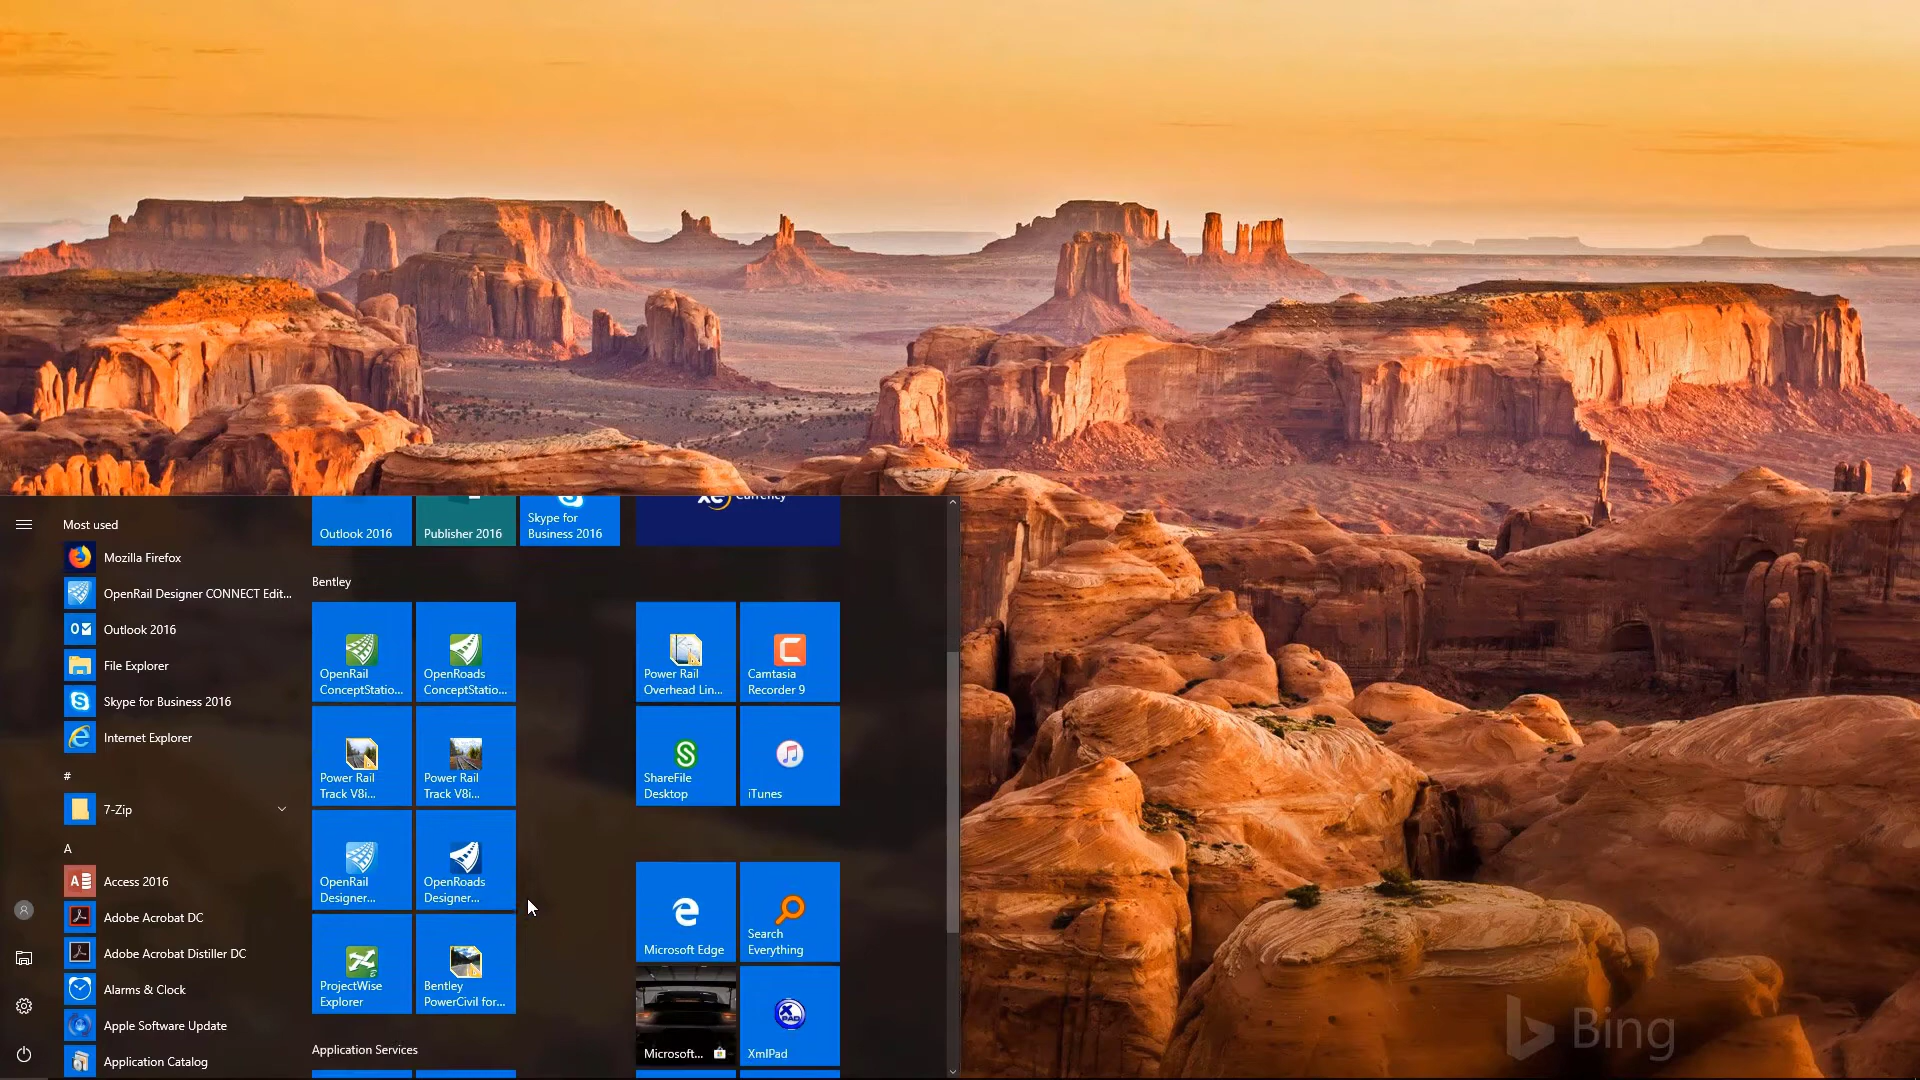 Most used
Mozilla Firefox
OpenRail Designer CONNECT Edit...
Outlook 2016
File Explorer
Skype for Business 2016
Internet Explorer
#
7-Zip
A
Access 2016
Adobe Acrobat DC
Adobe Acrobat Distiller DC
Alarms & Clock
Apple Software Update
Application Catalog
Outlook 2016
Publisher 2016
Skype for
Business 2016
xe Currency
Bentley
OpenRail
ConceptStatio...
OpenRoads
ConceptStatio...
Power Rail
Overhead Lin...
Camtasia
Recorder 9
Power Rail
Track V8i...
Power Rail
Track V8i...
ShareFile
Desktop
iTunes
OpenRail
Designer...
OpenRoads
Designer...
Microsoft Edge
Search
Everything
ProjectWise
Explorer
Bentley
PowerCivil for...
Microsoft...
XPAD
XmlPad
Application Services
Bing